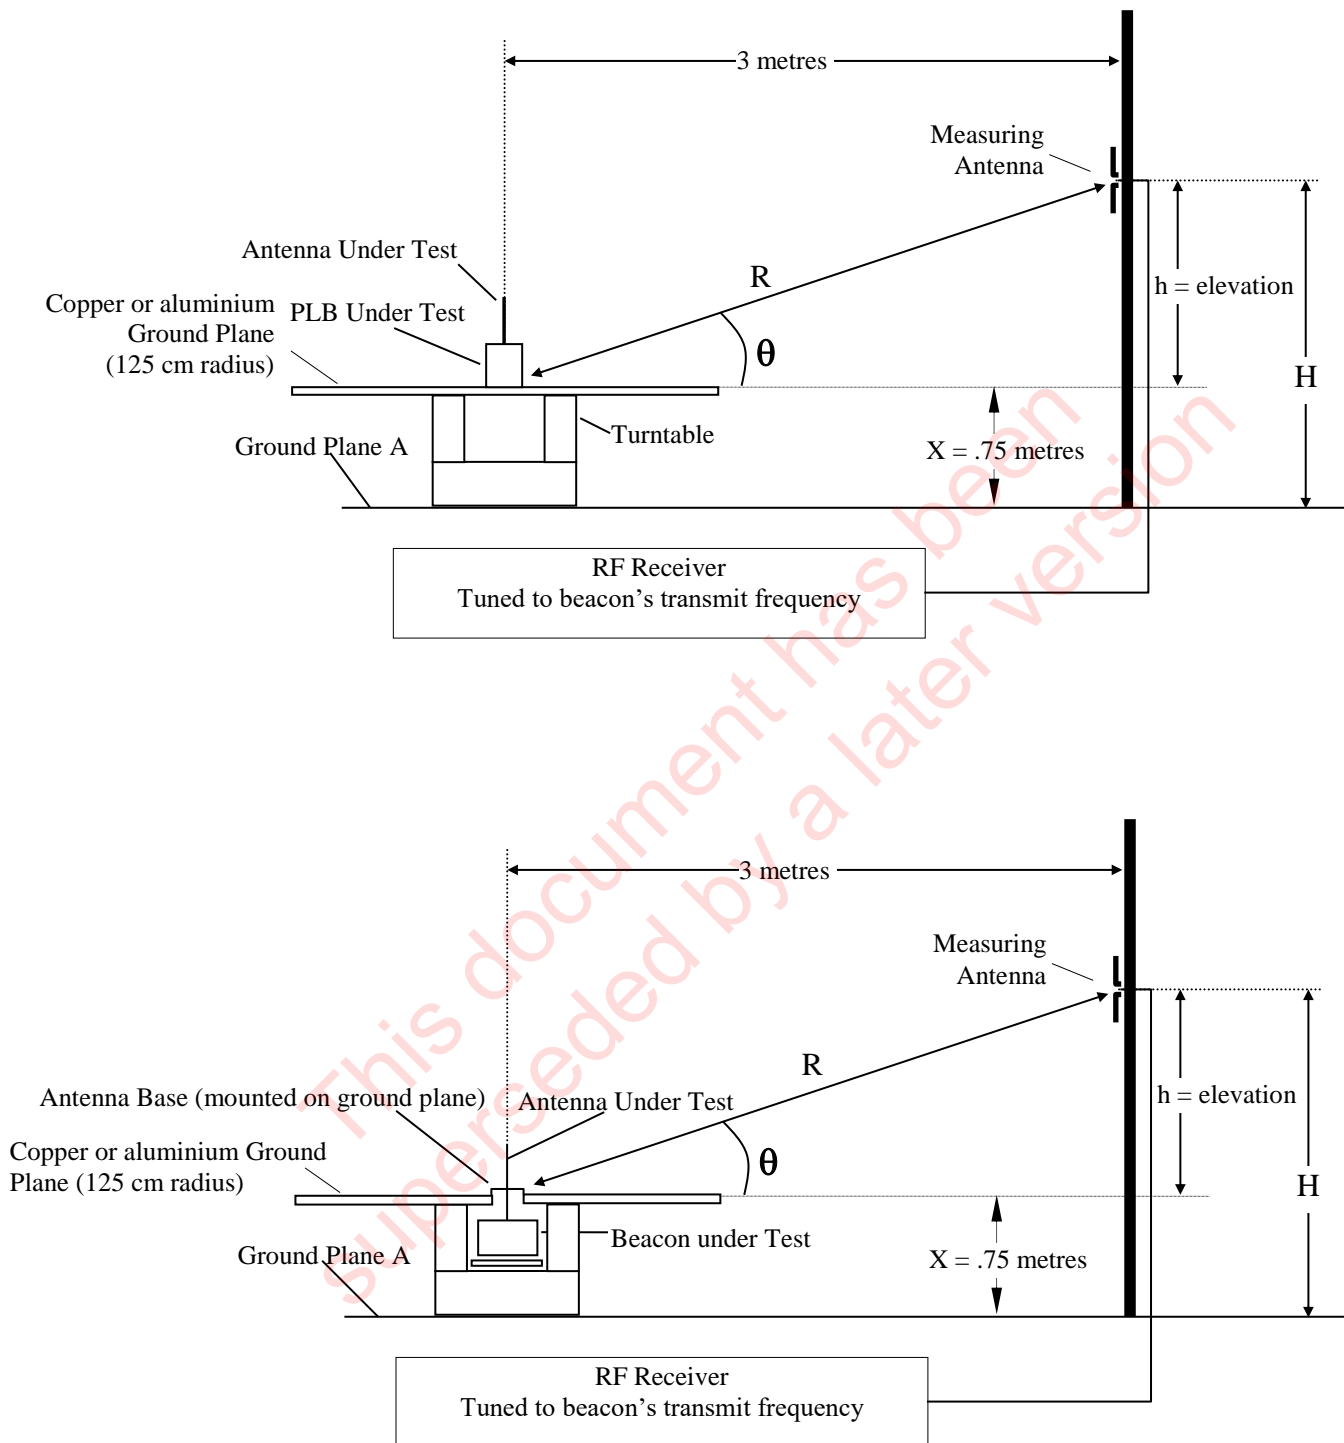 3 metres
Measuring
Antenna
Antenna Under Test
R
h = elevation
Copper or aluminium
Ground Plane
(125 cm radius)
PLB Under Test
θ
H
Ground Plane A
Turntable
X = .75 metres
RF Receiver
Tuned to beacon’s transmit frequency
3 metres
Measuring
Antenna
R
h = elevation
Antenna Base (mounted on ground plane)
Antenna Under Test
Copper or aluminium Ground
Plane (125 cm radius)
θ
H
Ground Plane A
Beacon under Test
X = .75 metres
RF Receiver
Tuned to beacon’s transmit frequency
This document has been
superseded by a later version